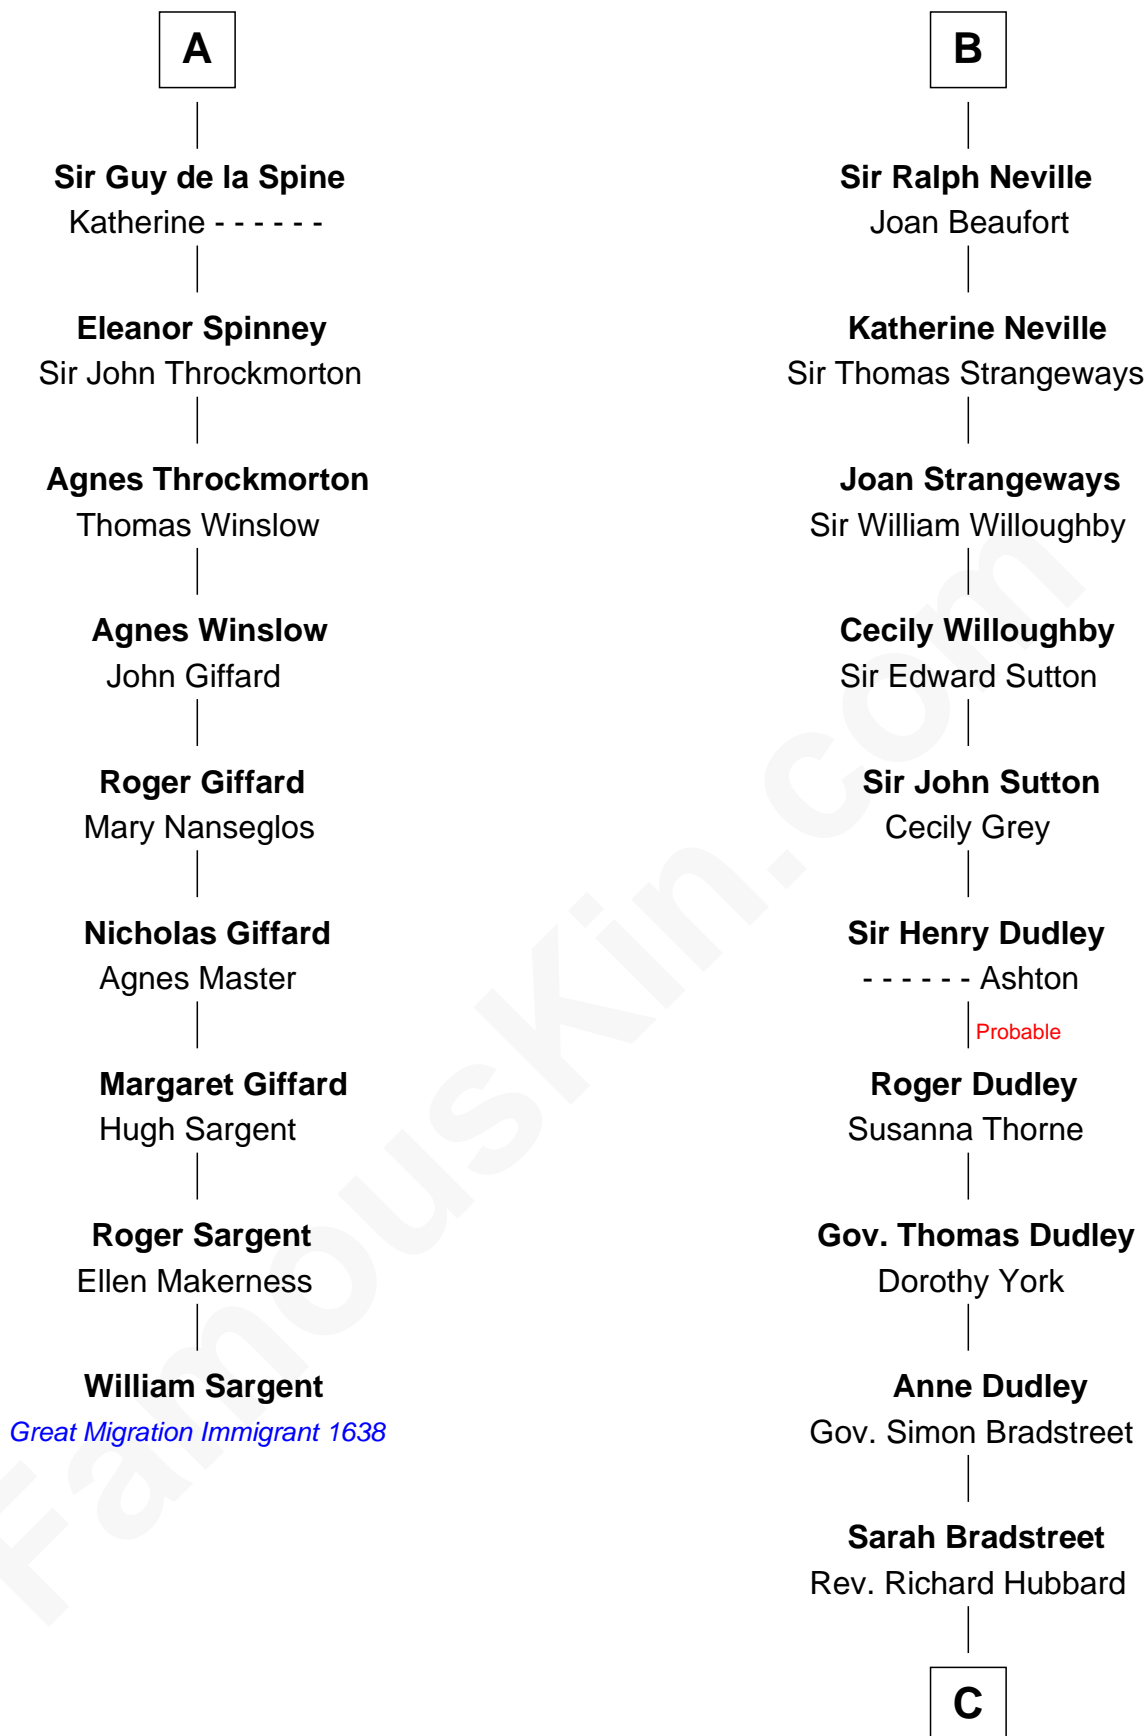 A
Sir Guy de la Spine
Katherine - - - - - -
Eleanor Spinney
Sir John Throckmorton
Agnes Throckmorton
Thomas Winslow
Agnes Winslow
John Giffard
Roger Giffard
Mary Nanseglos
Nicholas Giffard
Agnes Master
Margaret Giffard
Hugh Sargent
Roger Sargent
Ellen Makerness
William Sargent
Great Migration Immigrant 1638
B
Sir Ralph Neville
Joan Beaufort
Katherine Neville
Sir Thomas Strangeways
Joan Strangeways
Sir William Willoughby
Cecily Willoughby
Sir Edward Sutton
Sir John Sutton
Cecily Grey
Sir Henry Dudley
- - - - - - Ashton
Probable
Roger Dudley
Susanna Thorne
Gov. Thomas Dudley
Dorothy York
Anne Dudley
Gov. Simon Bradstreet
Sarah Bradstreet
Rev. Richard Hubbard
C
FamousKin.com